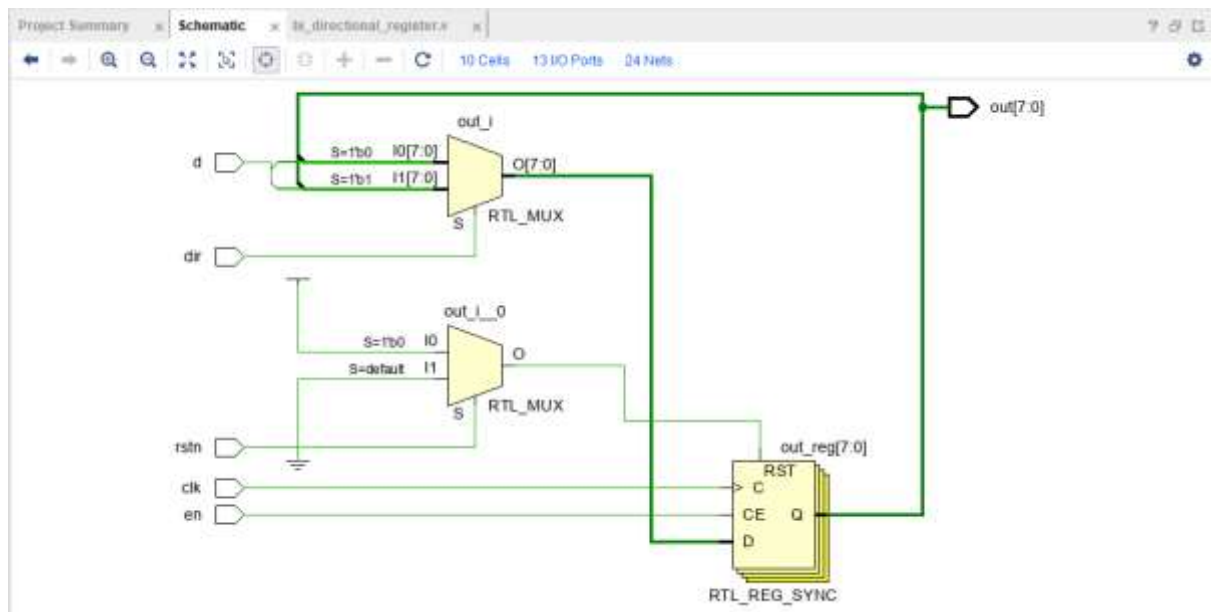 Project Summary x Schematic x bi_directional_register.v x
10 Cells 13 I/O Ports 24 Nets
out[7:0]
out_i
d S=1'b0 I0[7:0] O[7:0]
S=1'b1 I1[7:0]
S RTL_MUX
dir
out_i__0
S=1'b0 I0 O
S=default I1
S RTL_MUX
rstn
out_reg[7:0]
RST
clk C
en CE Q
D
RTL_REG_SYNC